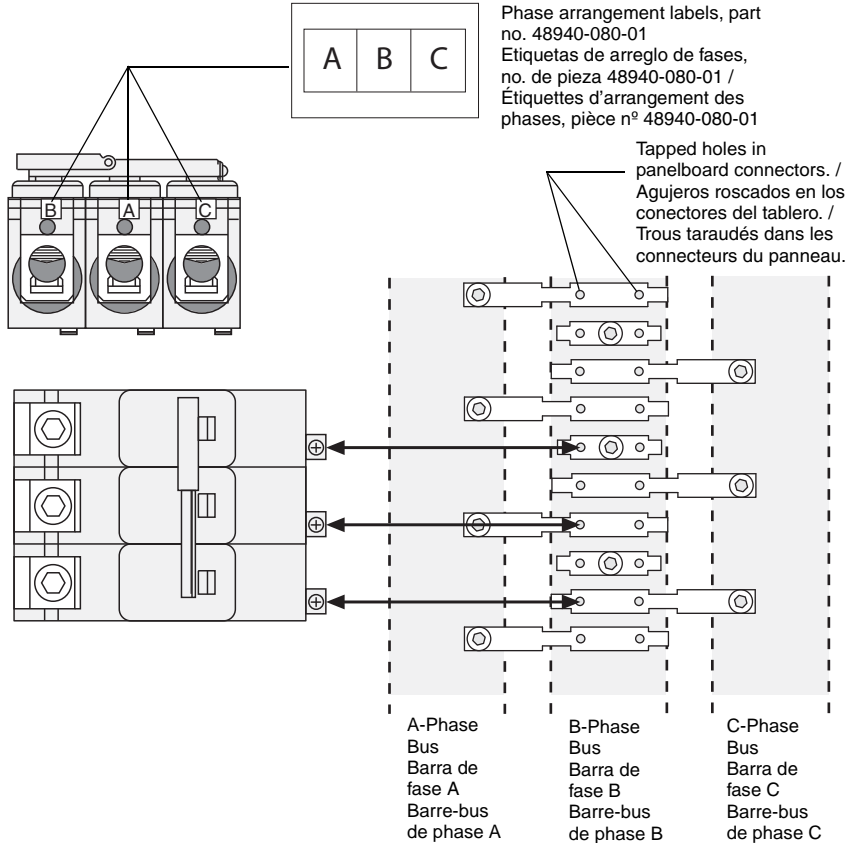 A B C
Phase arrangement labels, part
no. 48940-080-01
Etiquetas de arreglo de fases,
no. de pieza 48940-080-01 /
Étiquettes d'arrangement des
phases, pièce nº 48940-080-01
Tapped holes in
panelboard connectors. /
Agujeros roscados en los
conectores del tablero. /
Trous taraudés dans les
connecteurs du panneau.
B A C
A-Phase
Bus
Barra de
fase A
Barre-bus
de phase A
B-Phase
Bus
Barra de
fase B
Barre-bus
de phase B
C-Phase
Bus
Barra de
fase C
Barre-bus
de phase C